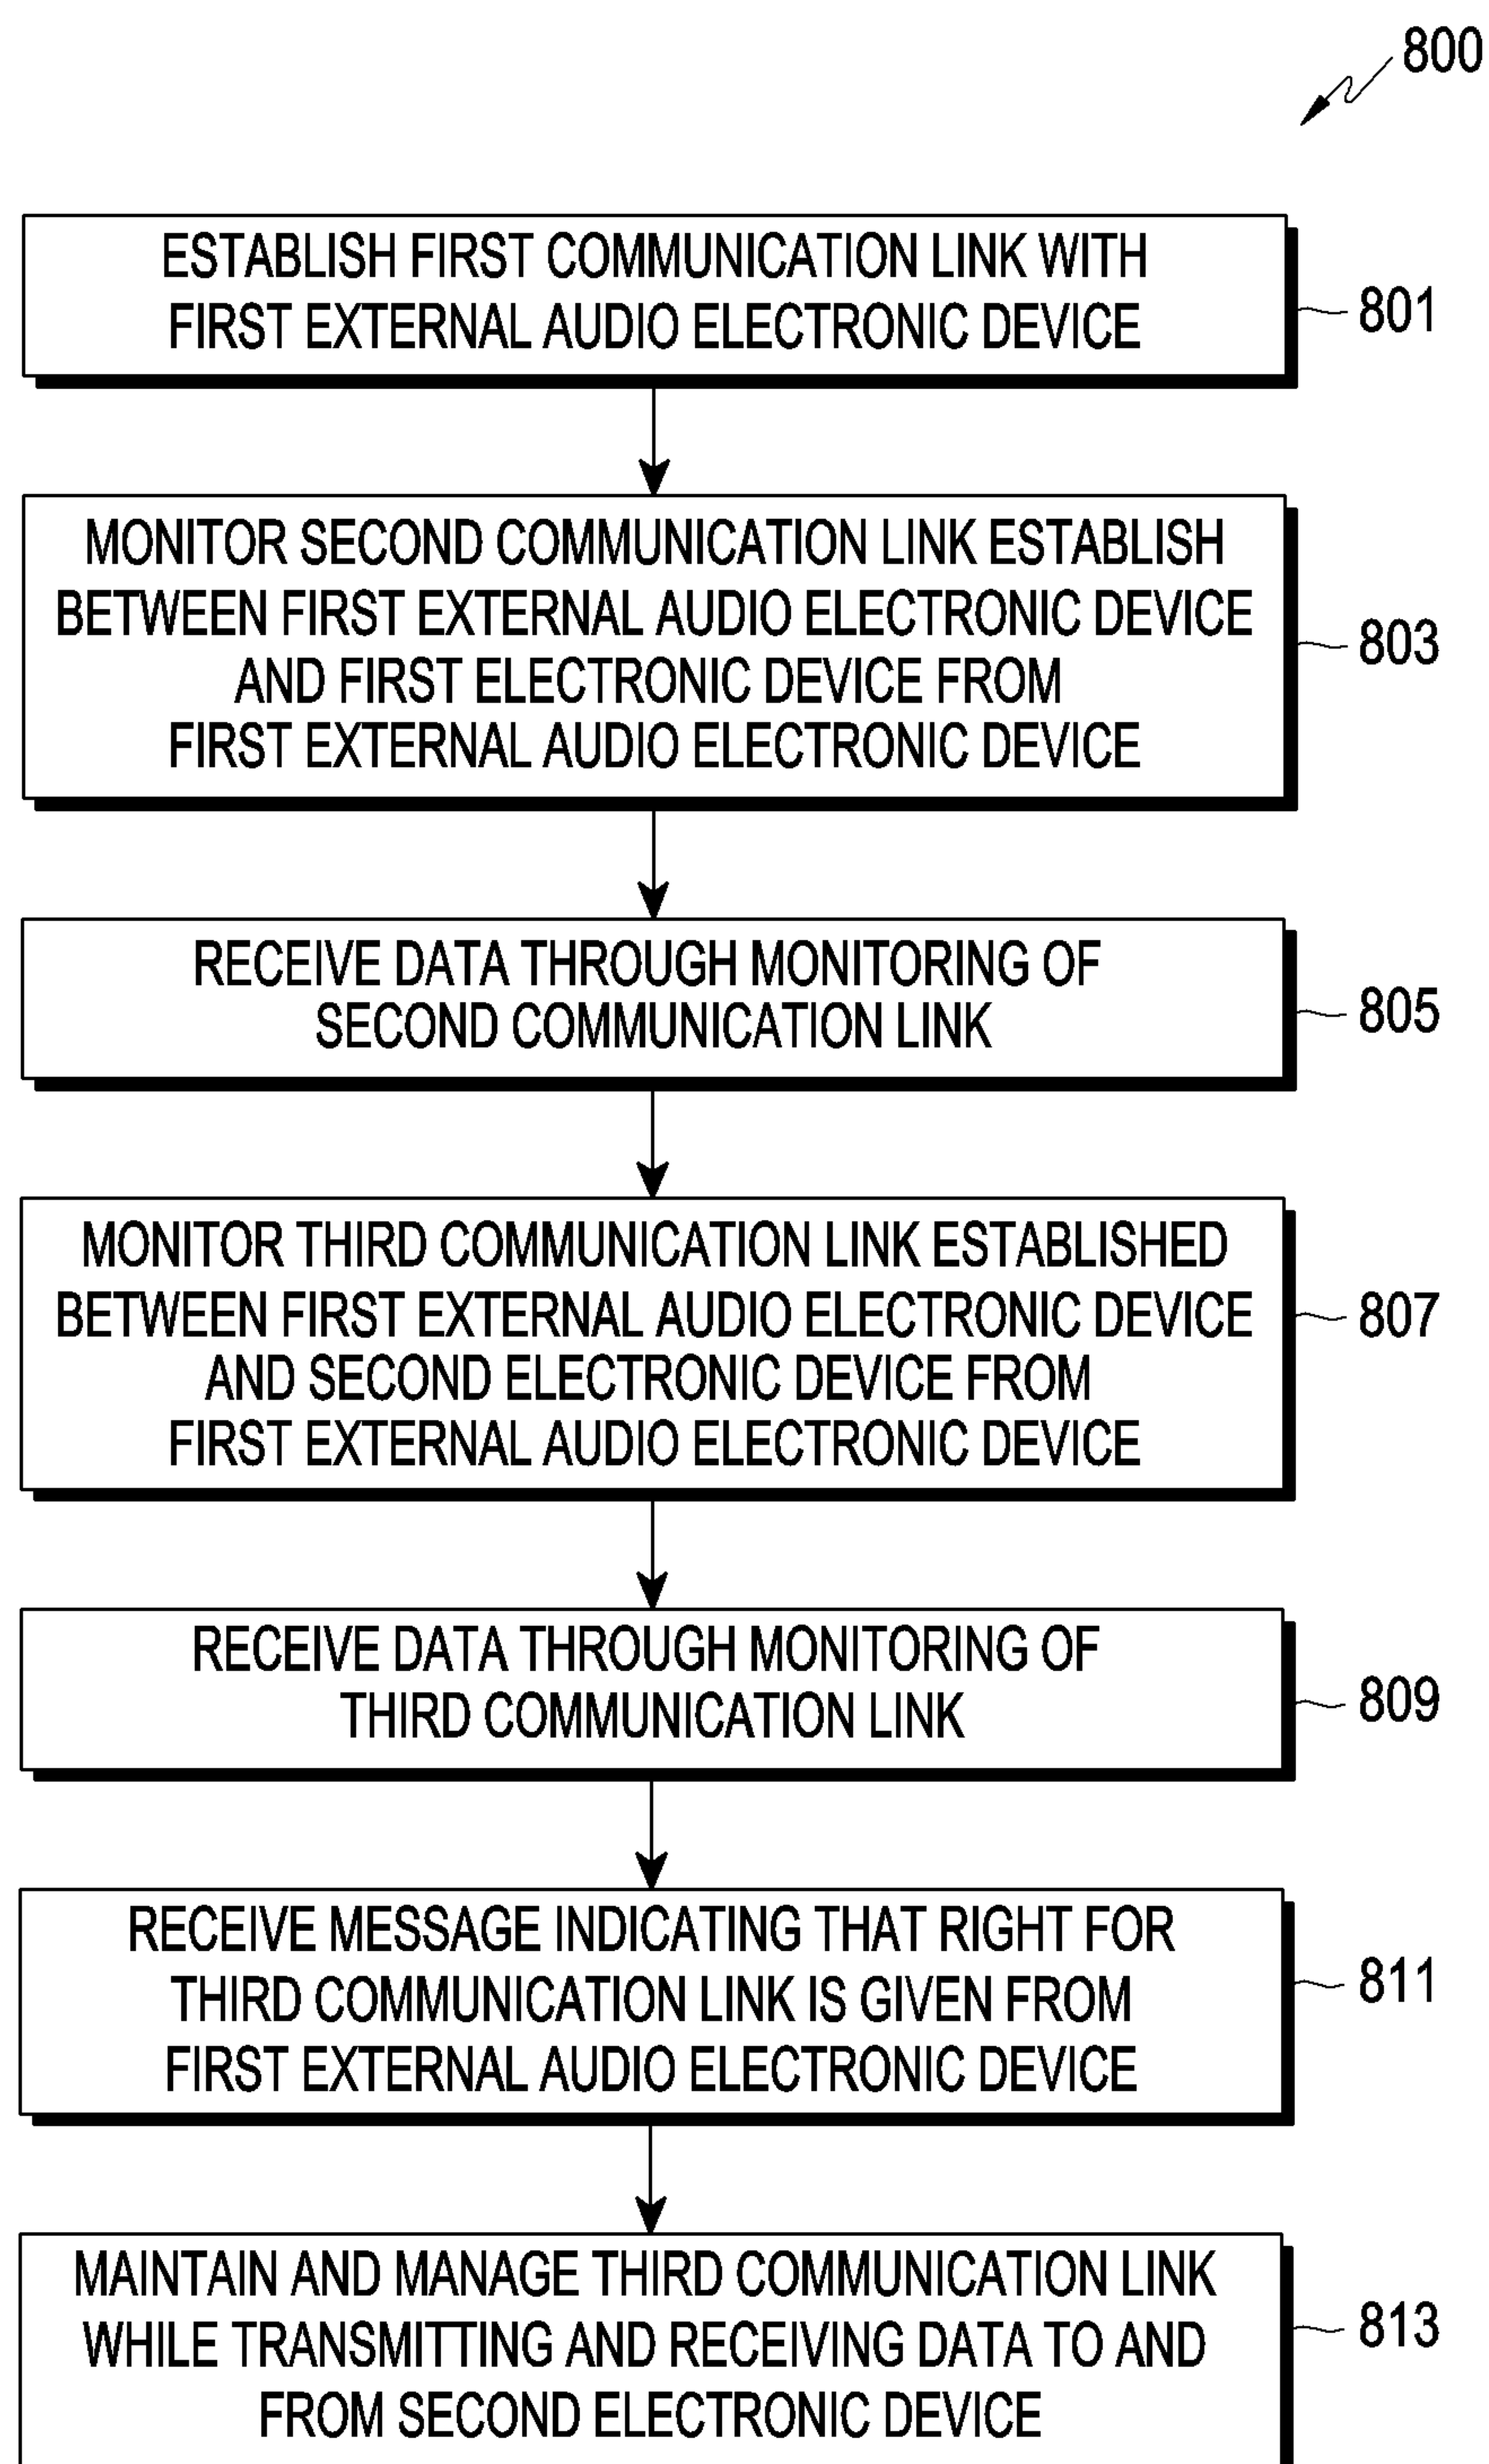 800
ESTABLISH FIRST COMMUNICATION LINK WITH
FIRST EXTERNAL AUDIO ELECTRONIC DEVICE
801
MONITOR SECOND COMMUNICATION LINK ESTABLISH
BETWEEN FIRST EXTERNAL AUDIO ELECTRONIC DEVICE
AND FIRST ELECTRONIC DEVICE FROM
FIRST EXTERNAL AUDIO ELECTRONIC DEVICE
803
RECEIVE DATA THROUGH MONITORING OF
SECOND COMMUNICATION LINK
805
MONITOR THIRD COMMUNICATION LINK ESTABLISHED
BETWEEN FIRST EXTERNAL AUDIO ELECTRONIC DEVICE
AND SECOND ELECTRONIC DEVICE FROM
FIRST EXTERNAL AUDIO ELECTRONIC DEVICE
807
RECEIVE DATA THROUGH MONITORING OF
THIRD COMMUNICATION LINK
809
RECEIVE MESSAGE INDICATING THAT RIGHT FOR
THIRD COMMUNICATION LINK IS GIVEN FROM
FIRST EXTERNAL AUDIO ELECTRONIC DEVICE
811
MAINTAIN AND MANAGE THIRD COMMUNICATION LINK
WHILE TRANSMITTING AND RECEIVING DATA TO AND
FROM SECOND ELECTRONIC DEVICE
813